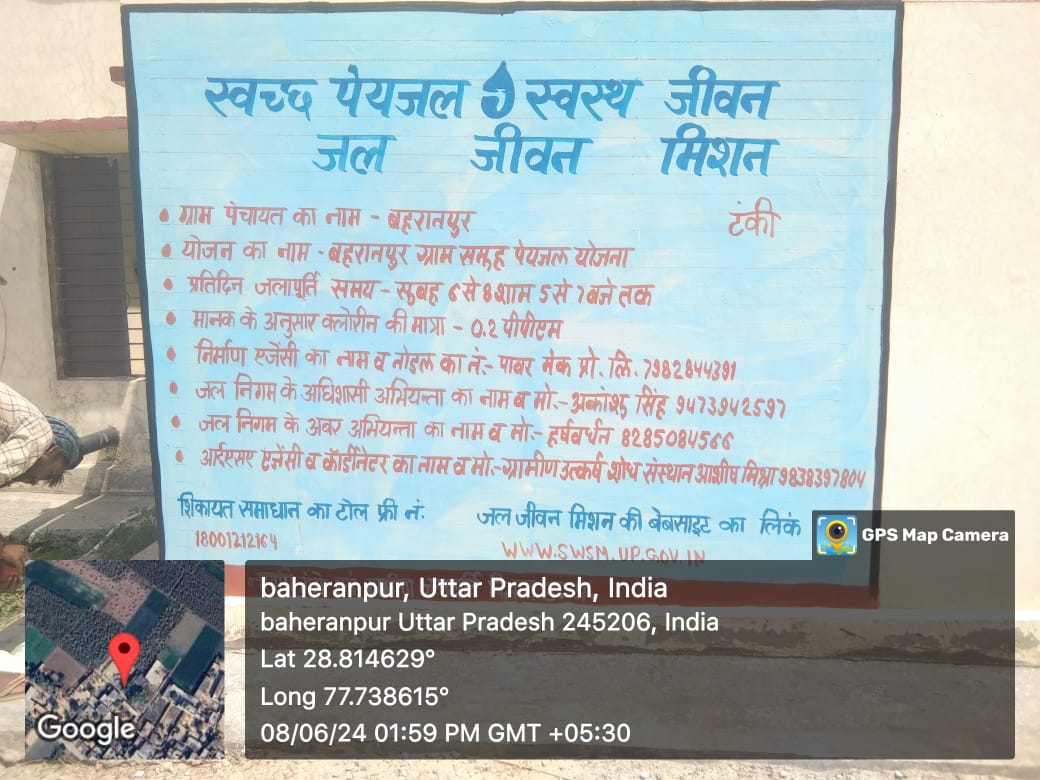 स्वच्छ पेयजल स्वस्थ जीवन
जल जीवन मिशन
टंकी
• ग्राम पंचायत का नाम - बहरानपुर
• योजन का नाम - बहरानपुर ग्राम समूह पेयजल योजना
• प्रतिदिन जलापूर्ति समय - सुबह 6 से 8 शाम 5 से 7 बजे तक
• मानक के अनुसार क्लोरीन की मात्रा - 0.2 पीपीएम
• निर्माण एजेंसी का नाम व नोडल का नं:- पावर मेक प्रो. लि. 7982844391
• जल निगम के अधिशासी अभियन्ता का नाम व मो:- सिंह 9473942597
• जल निगम के अवर अभियन्ता का नाम व मो:- हर्षवर्धन 8285084566
• आईएसए एजेंसी व कॉर्डीनेटर का नाम व मो:- ग्रामीण उत्कर्ष शोध संस्थान आशीष मिश्रा 9838397804
शिकायत समाधान का टोल फ्री नं.
18001212164
जल जीवन मिशन की बेबसाइट का लिंक
WWW.SWSM.UP.GOV.IN
GPS Map Camera
baheranpur, Uttar Pradesh, India
baheranpur Uttar Pradesh 245206, India
Lat 28.814629°
Long 77.738615°
08/06/24 01:59 PM GMT +05:30
Google